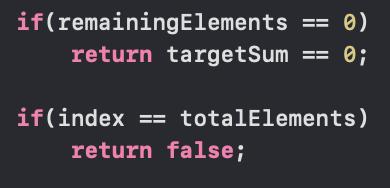 if(remainingElements == 0)
    return targetSum == 0;

if(index == totalElements)
    return false;